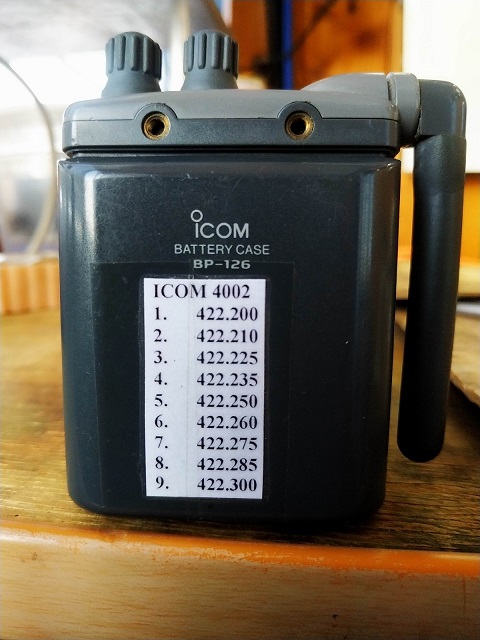 ICOM
BATTERY CASE
BP-126
ICOM 4002
1. 422.200
2. 422.210
3. 422.225
4. 422.235
5. 422.250
6. 422.260
7. 422.275
8. 422.285
9. 422.300